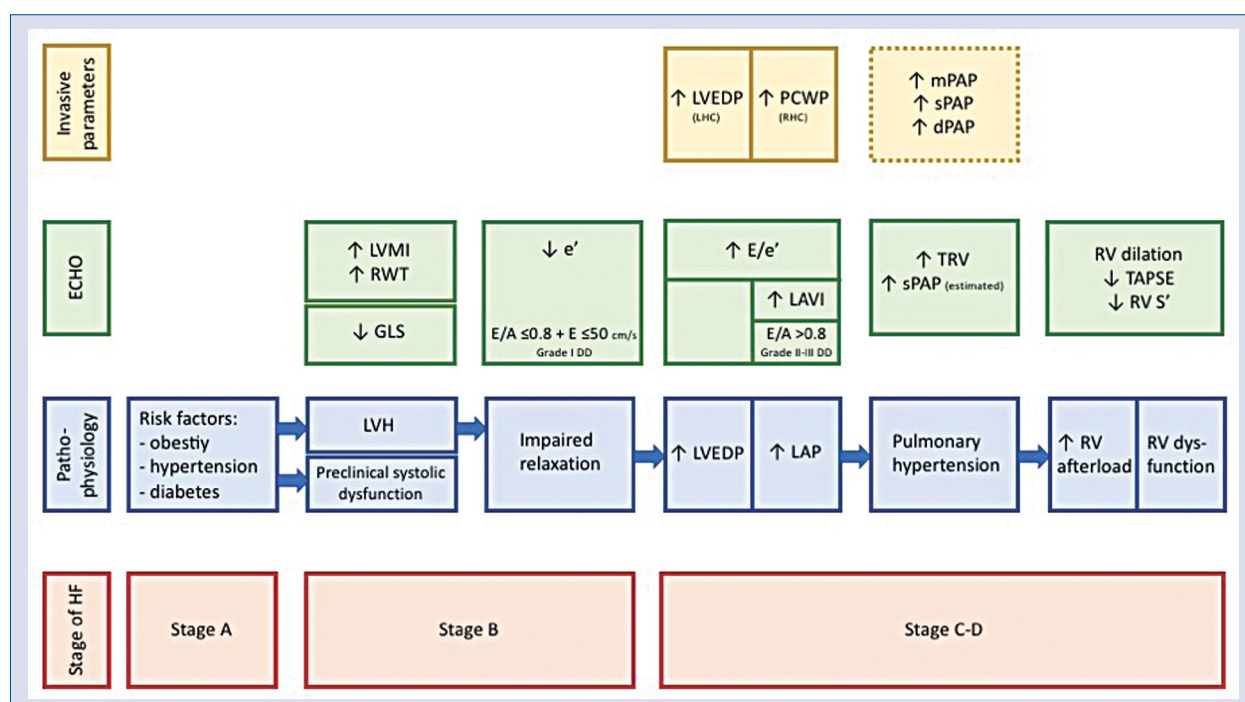 Invasive
parameters
↑ LVEDP
(LHC)
↑ PCWP
(RHC)
↑ mPAP
↑ sPAP
↑ dPAP
ECHO
↑ LVMI
↑ RWT
↓ GLS
↓ e’
E/A ≤0.8 + E ≤50 cm/s
Grade I DD
↑ E/e’
↑ LAVI
E/A >0.8
Grade II-III DD
↑ TRV
↑ sPAP (estimated)
RV dilation
↓ TAPSE
↓ RV S’
Patho-
physiology
Risk factors:
- obestiy
- hypertension
- diabetes
LVH
Preclinical systolic
dysfunction
Impaired
relaxation
↑ LVEDP
↑ LAP
Pulmonary
hypertension
↑ RV
afterload
RV dys-
function
Stage of HF
Stage A
Stage B
Stage C-D